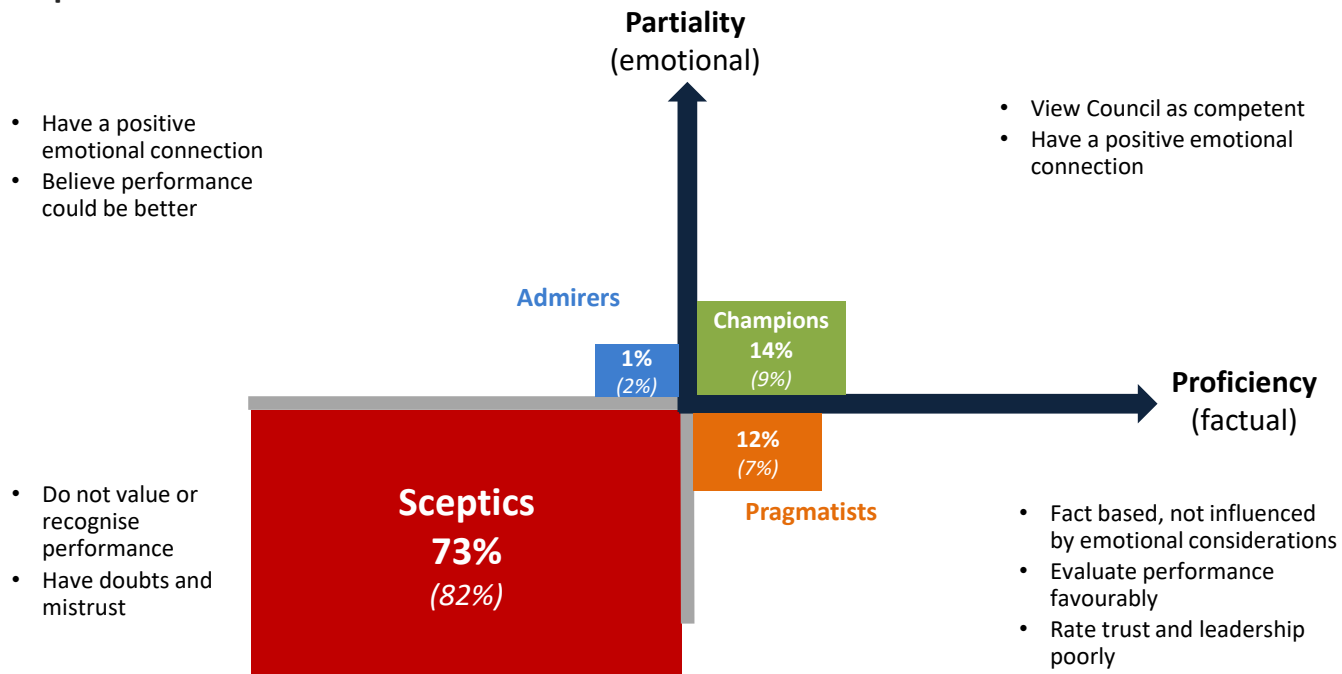 Partiality
(emotional)
• Have a positive
emotional connection
• Believe performance
could be better
• View Council as competent
• Have a positive emotional
connection
Admirers
1%
(2%)
Champions
14%
(9%)
Proficiency
(factual)
Sceptics
73%
(82%)
12%
(7%)
Pragmatists
• Do not value or
recognise
performance
• Have doubts and
mistrust
• Fact based, not influenced
by emotional considerations
• Evaluate performance
favourably
• Rate trust and leadership
poorly